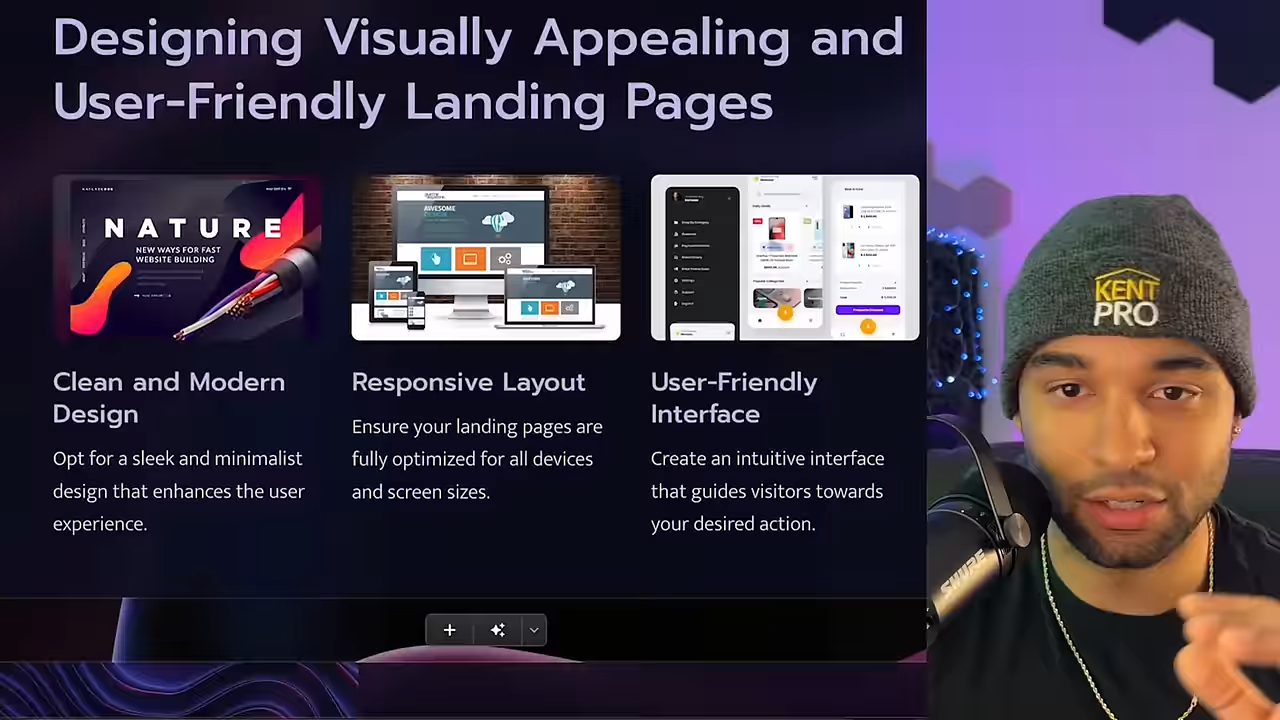 Designing Visually Appealing and
User-Friendly Landing Pages
NATURE
NEW WAYS FOR FAST
WEBSITE BUILDING
AWESOME
Clean and Modern
Design
Opt for a sleek and minimalist
design that enhances the user
experience.
Responsive Layout
Ensure your landing pages are
fully optimized for all devices
and screen sizes.
User-Friendly
Interface
Create an intuitive interface
that guides visitors towards
your desired action.
KENT
PRO
SHURE